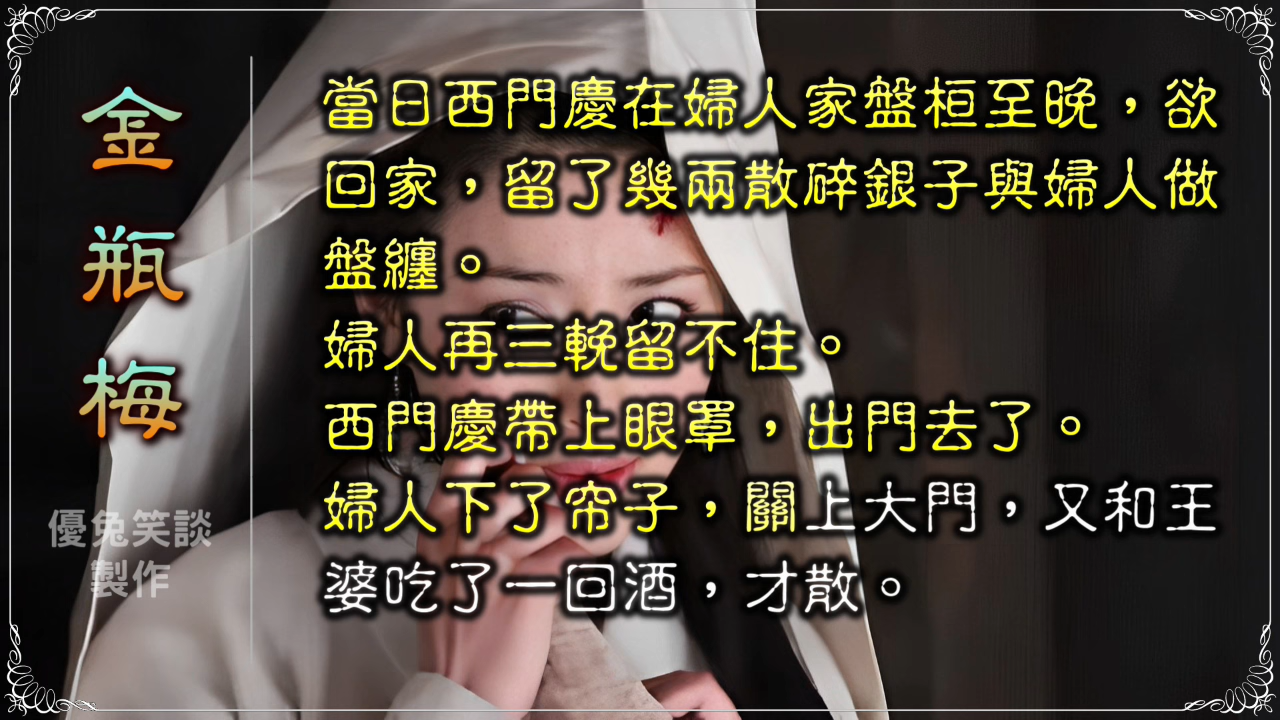 金瓶梅
優兔笑談
製作
當日西門慶在婦人家盤桓至晚，欲
回家，留了幾兩散碎銀子與婦人做
盤纏。
婦人再三輓留不住。
西門慶帶上眼罩，出門去了。
婦人下了帘子，關上大門，又和王
婆吃了一回酒，才散。